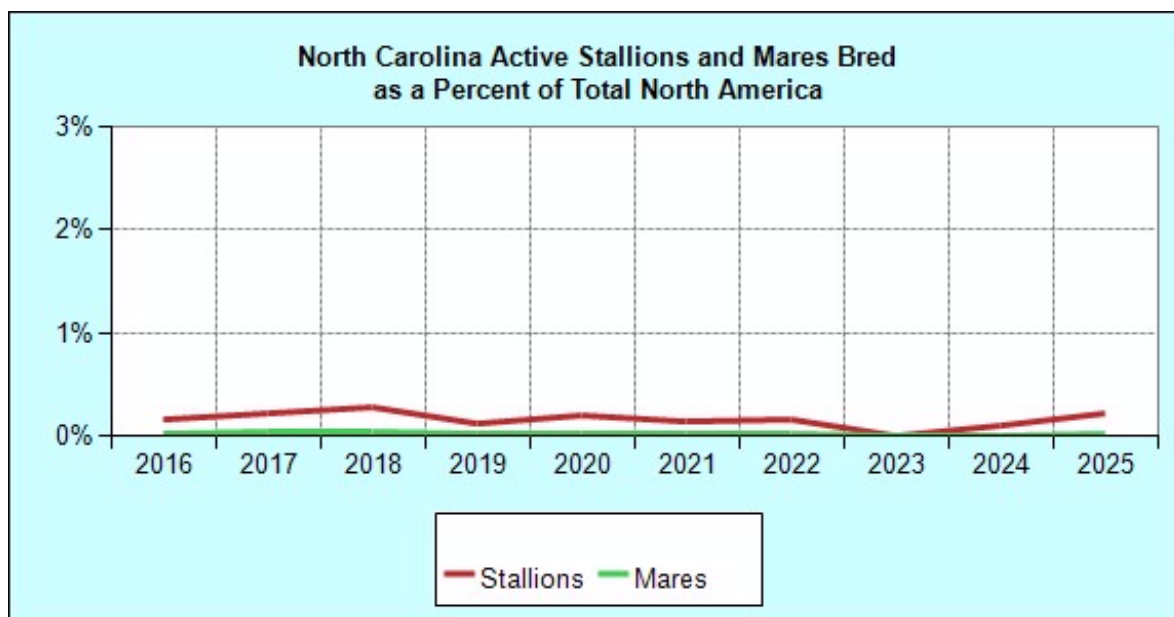 North Carolina Active Stallions and Mares Bred
as a Percent of Total North America
3%
2%
1%
0%
2016 2017 2018 2019 2020 2021 2022 2023 2024 2025
Stallions Mares